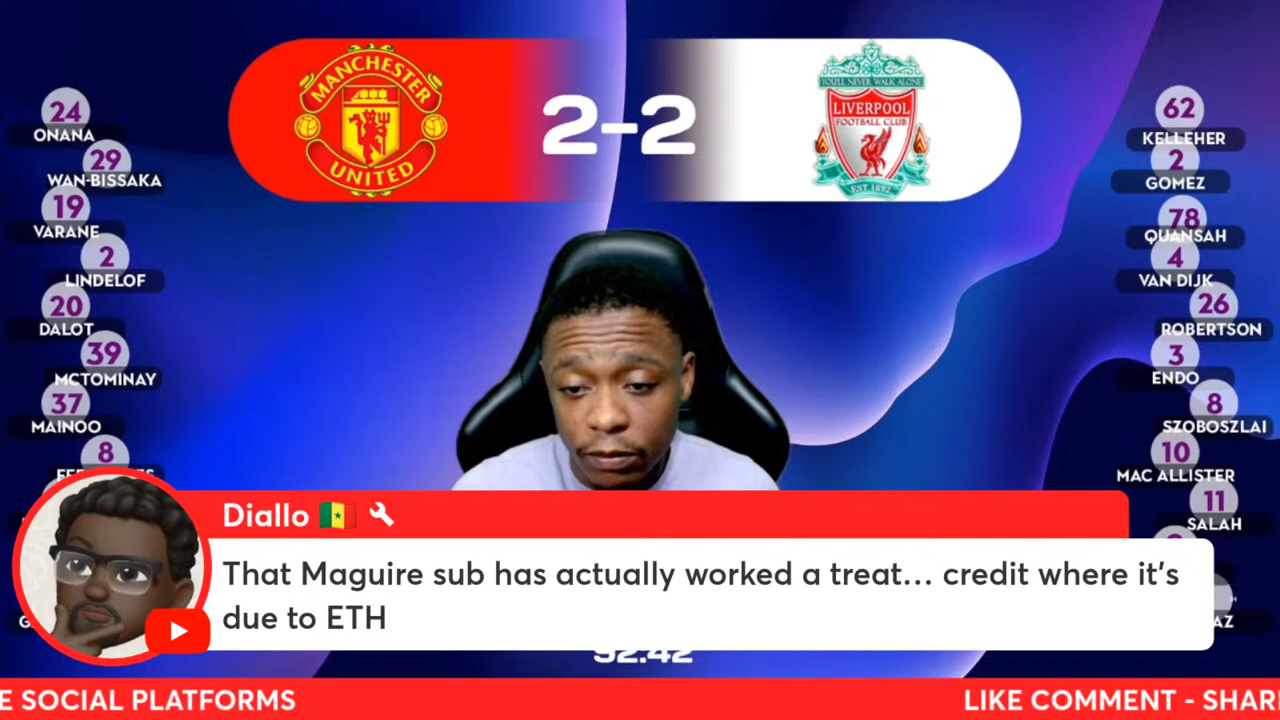 MANCHESTER
UNITED
2-2
YOU'LL NEVER WALK ALONE
LIVERPOOL
FOOTBALL CLUB
EST·1892
24
ONANA
29
WAN-BISSAKA
19
VARANE
2
LINDELOF
20
DALOT
39
MCTOMINAY
37
MAINOO
8
62
KELLEHER
2
GOMEZ
78
QUANSAH
4
VAN DIJK
26
ROBERTSON
3
ENDO
8
SZOBOSZLAI
10
MAC ALLISTER
11
SALAH
AZ
Diallo
That Maguire sub has actually worked a treat... credit where it's
due to ETH
92:42
E SOCIAL PLATFORMS
LIKE COMMENT - SHAR